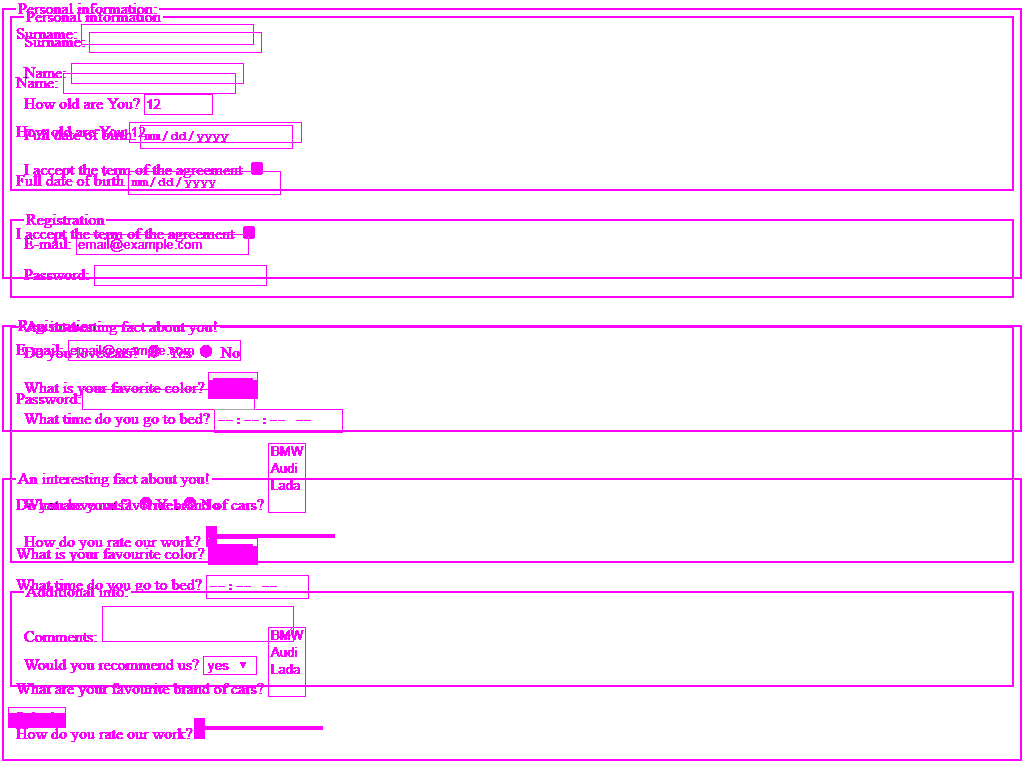 Personal information:
Personal information
Surname:
Surname:
Name:
Name:
How old are You? 12
How old are You 12
Full date of birth mm/dd/yyyy
I accept the term of the agreement
Full date of birth mm/dd/yyyy
Registration
I accept the term of the agreement
E-mail: email@example.com
Password:
Registration
An interesting fact about you!
E-mail: email@example.com
Do you love cars? Yes No
What is your favorite color?
Password:
What time do you go to bed? --:--:-- --
BMW
Audi
Lada
An interesting fact about you!
What are your favorite brand of cars?
Yes No
How do you rate our work?
What is your favourite color?
What time do you go to bed? --:-- --
Additional info:
Comments:
BMW
Audi
Lada
Would you recommend us? yes
What are your favourite brand of cars?
How do you rate our work?